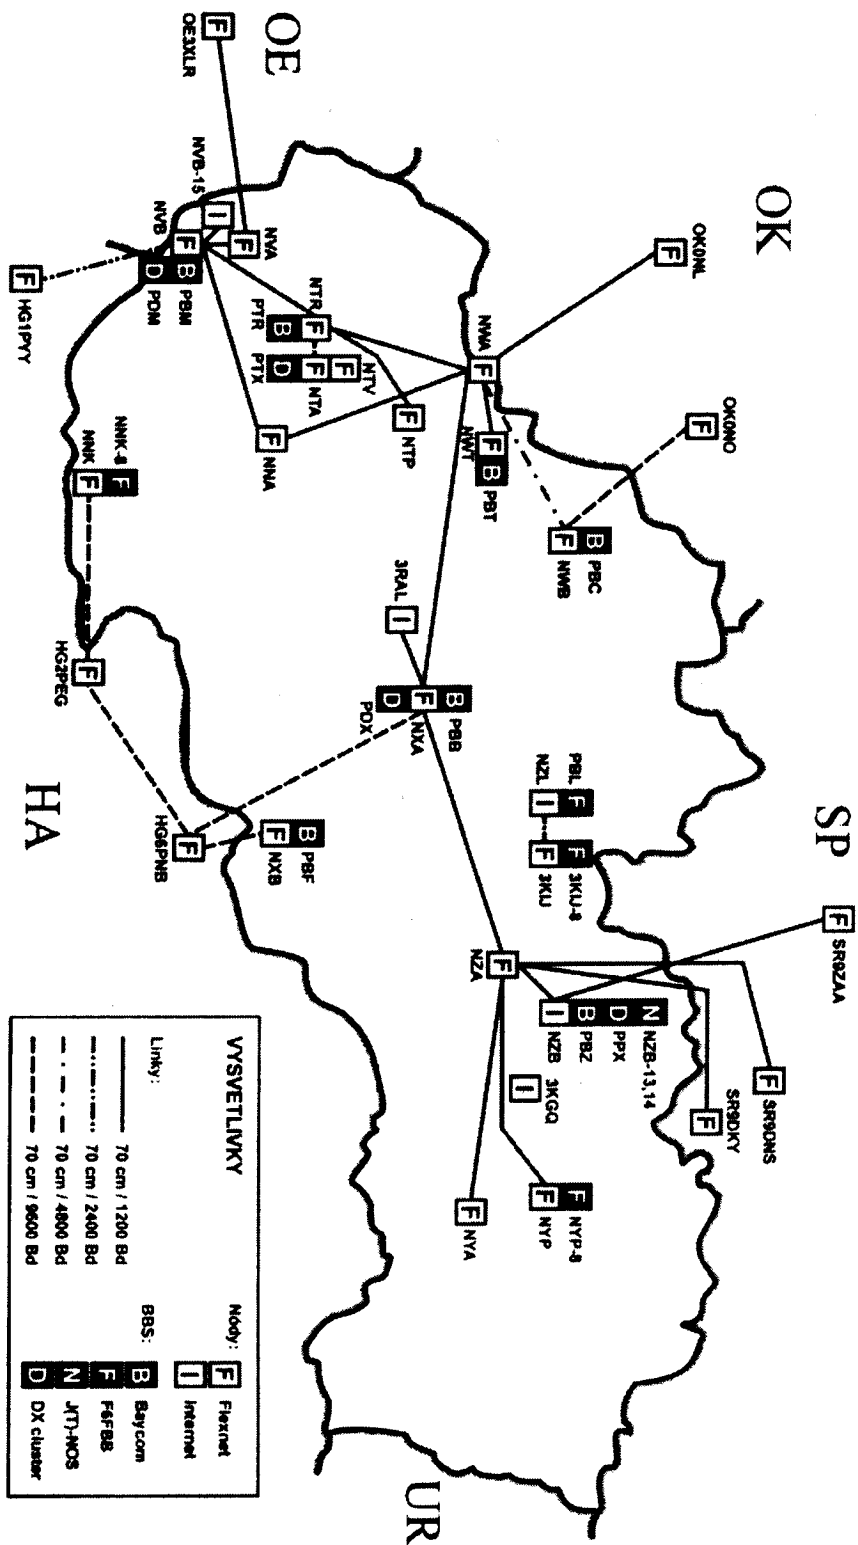 OK
SP
OE
HA
UR
OK0NL
OK0NO
SR9ZAA
SR9DNS
SR9DKY
OE3XLR
HG1PYY
HG2PEG
HG6PNB
NVB-15
NVB
NVA
F
I
B
D
PBM
PDM
NTR
PTR
NTV
NTA
PTX
NTP
NNA
NWA
NWT
PBT
PBC
NWB
NNK-8
NNK
3RAL
PBB
NXA
PDX
PBF
NXB
PBL
NZL
3KIJ-8
3KIJ
NZA
N
NZB-13,14
PPX
PBZ
NZB
3KGQ
NYP-8
NYP
NYA
VYSVETLIVKY
Linky:
70 cm / 1200 Bd
70 cm / 2400 Bd
70 cm / 4800 Bd
70 cm / 9600 Bd
Nódy:
F Flexnet
I Internet
BBS:
B Baycom
F F6FBB
N J(T)-NOS
D DX cluster